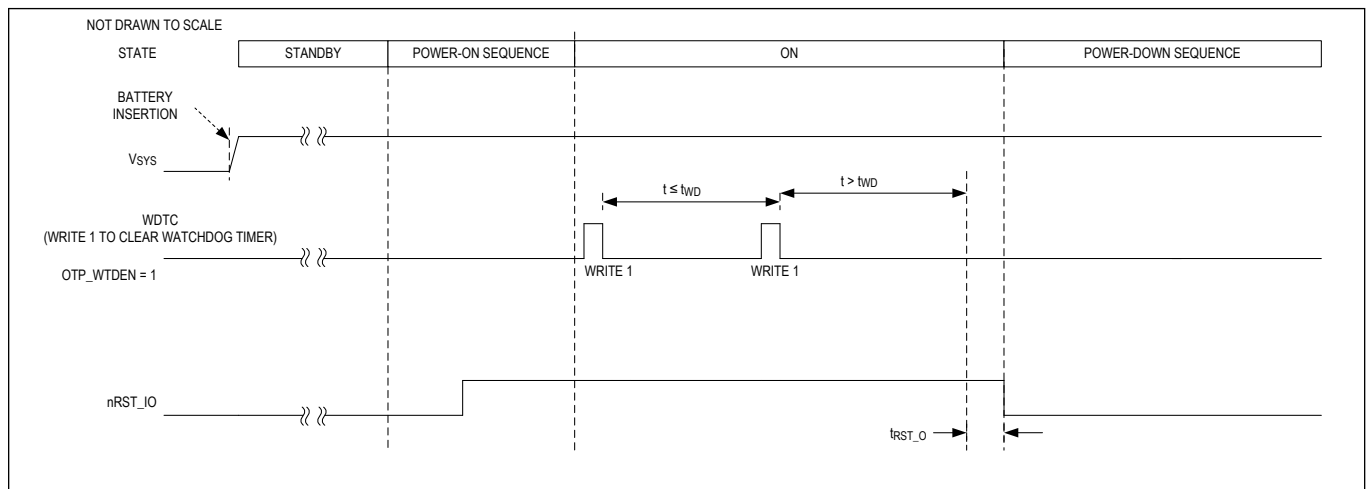 NOT DRAWN TO SCALE
STATE
STANDBY
POWER-ON SEQUENCE
ON
POWER-DOWN SEQUENCE
BATTERY
INSERTION
VSYS
t ≤ tWD
t > tWD
WDTC
(WRITE 1 TO CLEAR WATCHDOG TIMER)
OTP_WTDEN = 1
WRITE 1
WRITE 1
nRST_IO
tRST_O